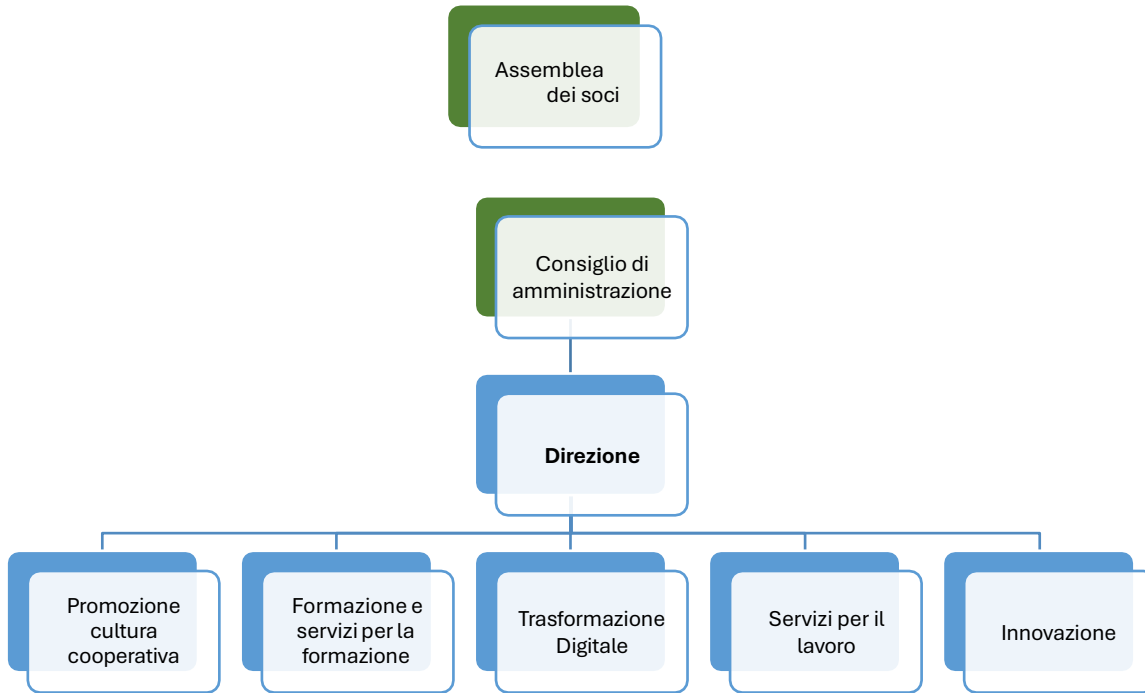 Assemblea
dei soci
Consiglio di
amministrazione
Direzione
Promozione
cultura
cooperativa
Formazione e
servizi per la
formazione
Trasformazione
Digitale
Servizi per il
lavoro
Innovazione